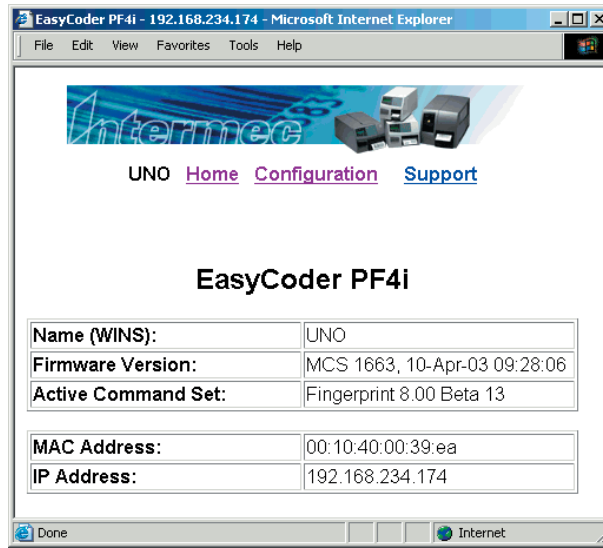 EasyCoder PF4i - 192.168.234.174 - Microsoft Internet Explorer
File Edit View Favorites Tools Help
Intermec
UNO Home Configuration Support
EasyCoder PF4i
Name (WINS): UNO
Firmware Version: MCS 1663, 10-Apr-03 09:28:06
Active Command Set: Fingerprint 8.00 Beta 13
MAC Address: 00:10:40:00:39:ea
IP Address: 192.168.234.174
Done Internet